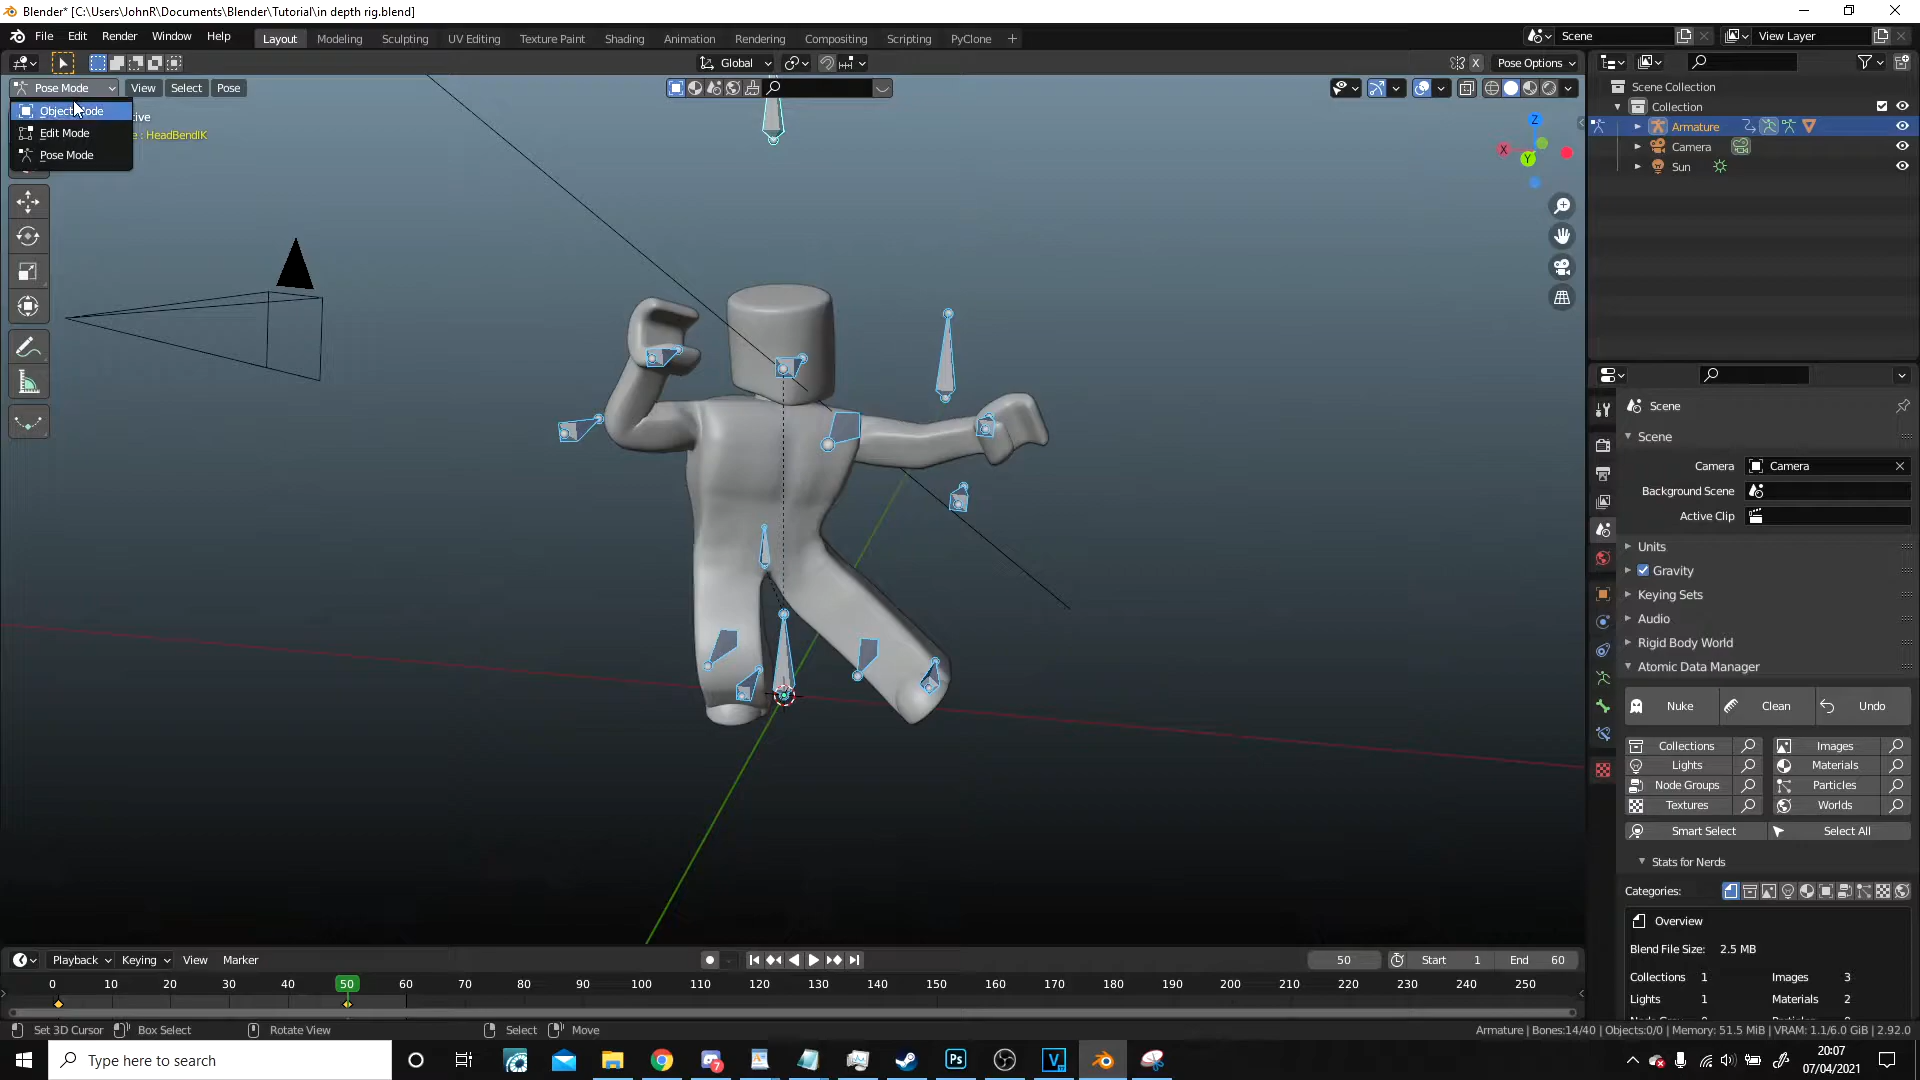 Blender* [C:\Users\JohnR\Documents\Blender\Tutorial\in depth rig.blend]
File Edit Render Window Help
Layout Modeling Sculpting UV Editing Texture Paint Shading Animation Rendering Compositing Scripting PyClone
Scene
View Layer
Global
Pose Options
Pose Mode View Select Pose
Object Mode
Edit Mode
Pose Mode
: HeadBendIK
X
Y
Z
Scene Collection
Collection
Armature
Camera
Sun
Scene
Scene
Camera Camera
Background Scene
Active Clip
Units
Gravity
Keying Sets
Audio
Rigid Body World
Atomic Data Manager
Nuke Clean Undo
Collections Images
Lights Materials
Node Groups Particles
Textures Worlds
Smart Select Select All
Stats for Nerds
Categories:
Overview
Blend File Size: 2.5 MB
Collections 1 Images 3
Lights 1 Materials 2
Playback Keying View Marker
50 Start 1 End 60
0 10 20 30 40 50 60 70 80 90 100 110 120 130 140 150 160 170 180 190 200 210 220 230 240 250
Set 3D Cursor Box Select Rotate View Select Move
Armature | Bones:14/40 | Objects:0/0 | Memory: 51.5 MiB | VRAM: 1.1/6.0 GiB | 2.92.0
Type here to search
7
Ps
V
20:07
07/04/2021